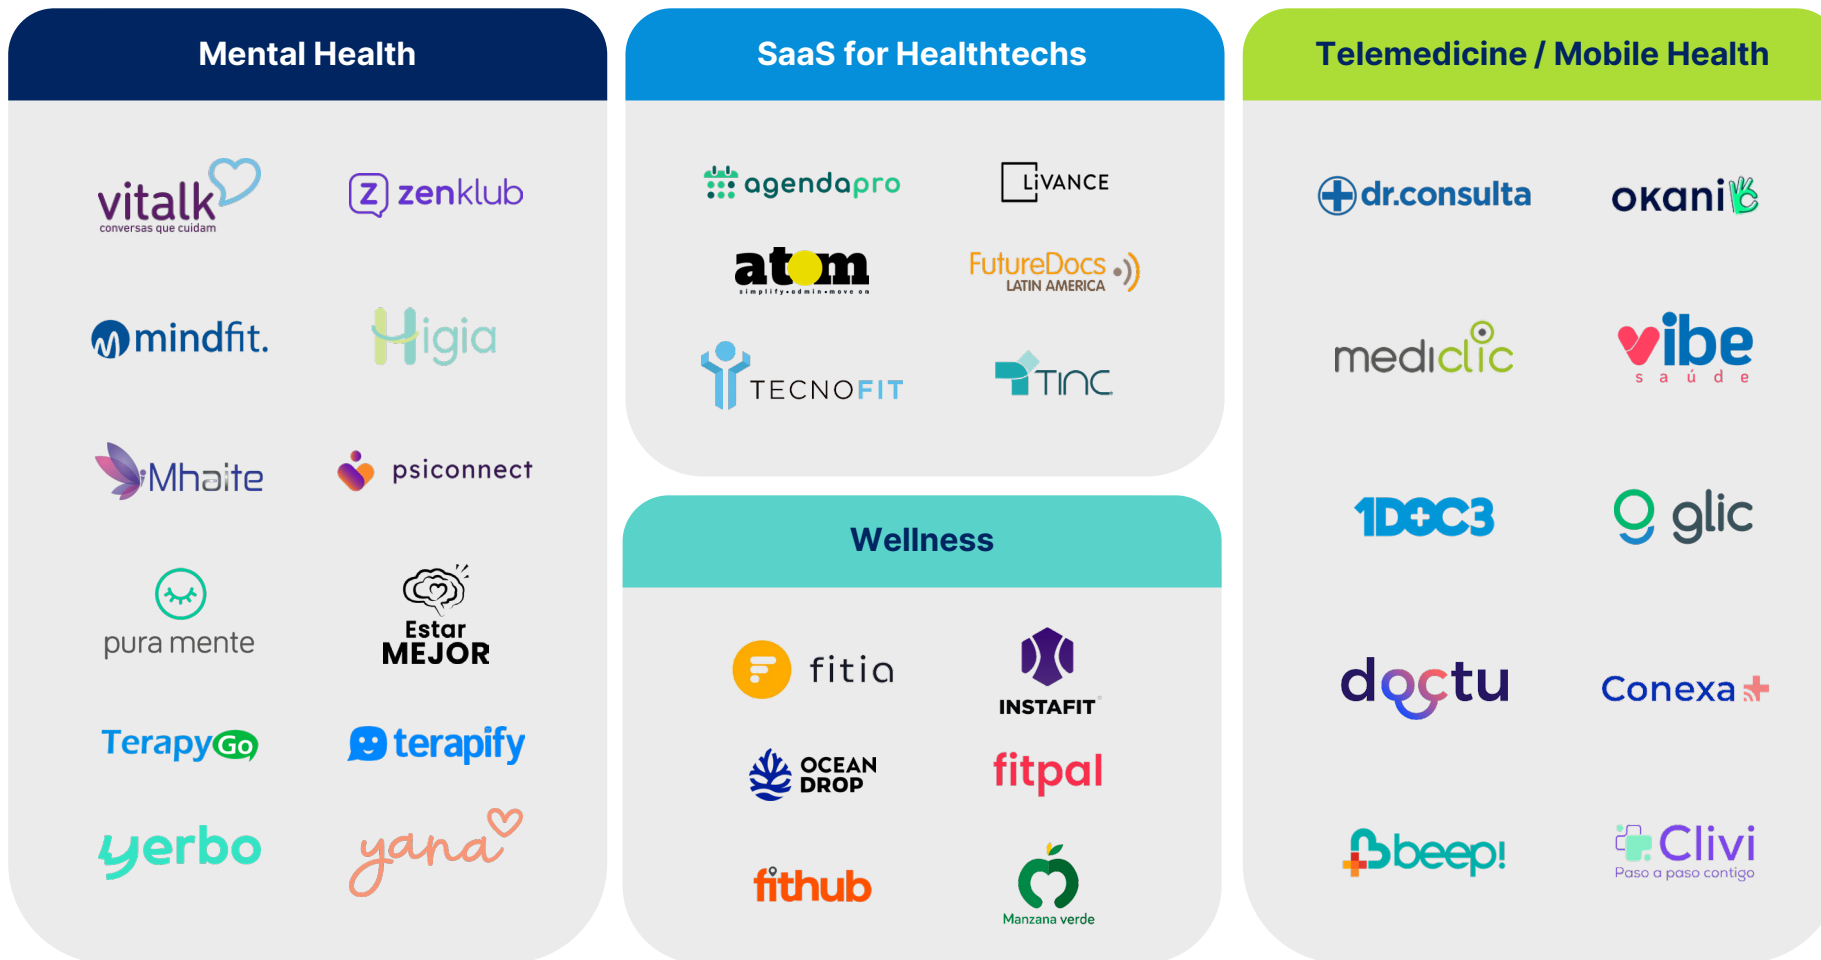 Mental Health
vitalk
conversas que cuidam
Z zenklub
mindfit.
Higia
Mhaite
psiconnect
pura mente
Estar
MEJOR
TerapyGo
terapify
yerbo
yana
SaaS for Healthtechs
agendapro
LiVANCE
atom
simplify•admin•move on
FutureDocs
LATIN AMERICA
TECNOFIT
TINC
Wellness
fitia
INSTAFIT
OCEAN
DROP
fitpal
fithub
Manzana verde
Telemedicine / Mobile Health
dr.consulta
okani
mediclic
vibe
saúde
1DOC3
glic
doctu
Conexa
beep!
Clivi
Paso a paso contigo